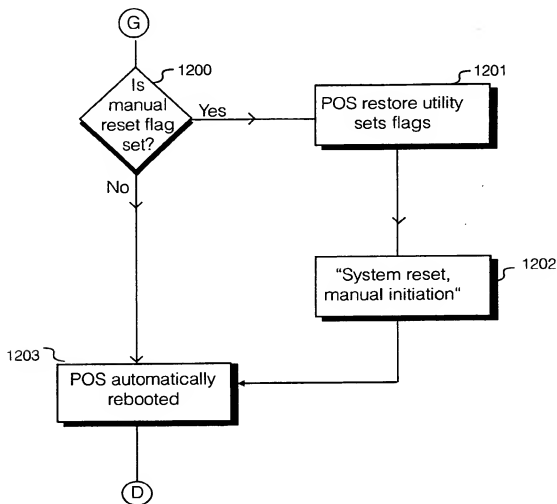 G
1200
Is
manual
reset flag
set?
Yes
No
1201
POS restore utility
sets flags
1202
"System reset,
manual initiation"
1203
POS automatically
rebooted
D